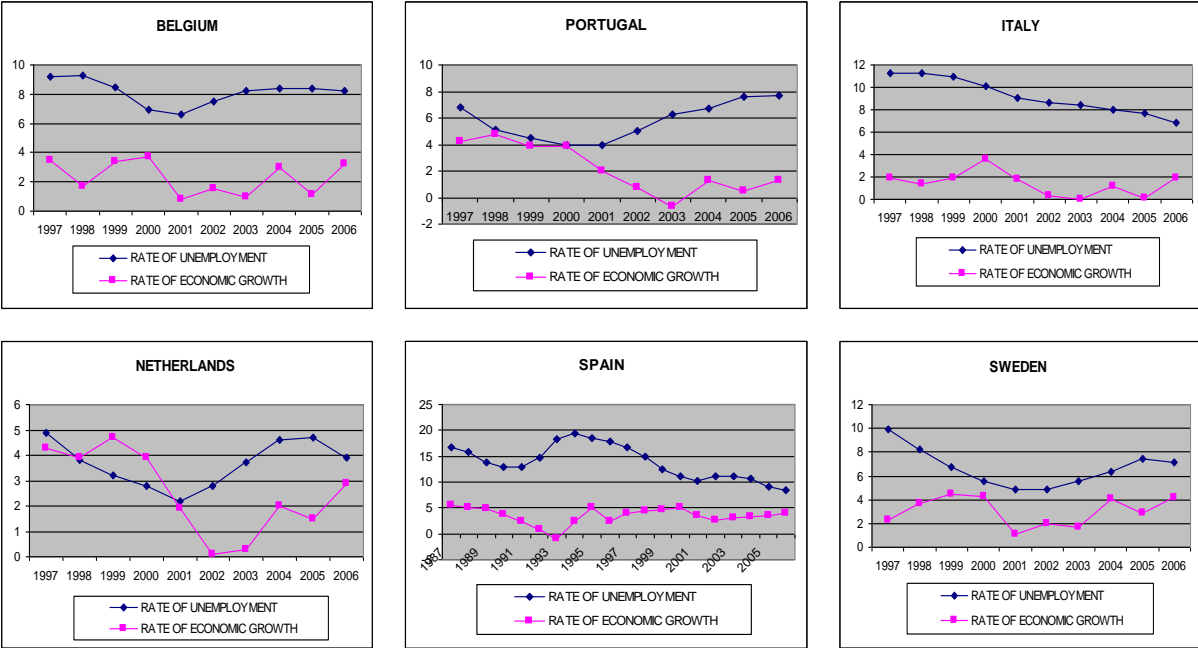 BELGIUM
10
8
6
4
2
0
1997 1998 1999 2000 2001 2002 2003 2004 2005 2006
RATE OF UNEMPLOYMENT
RATE OF ECONOMIC GROWTH
PORTUGAL
10
8
6
4
2
0
-2
1997 1998 1999 2000 2001 2002 2003 2004 2005 2006
RATE OF UNEMPLOYMENT
RATE OF ECONOMIC GROWTH
ITALY
12
10
8
6
4
2
0
1997 1998 1999 2000 2001 2002 2003 2004 2005 2006
RATE OF UNEMPLOYMENT
RATE OF ECONOMIC GROWTH
NETHERLANDS
6
5
4
3
2
1
0
1997 1998 1999 2000 2001 2002 2003 2004 2005 2006
RATE OF UNEMPLOYMENT
RATE OF ECONOMIC GROWTH
SPAIN
25
20
15
10
5
0
1987 1989 1991 1993 1995 1997 1999 2001 2003 2005
RATE OF UNEMPLOYMENT
RATE OF ECONOMIC GROWTH
SWEDEN
12
10
8
6
4
2
0
1997 1998 1999 2000 2001 2002 2003 2004 2005 2006
RATE OF UNEMPLOYMENT
RATE OF ECONOMIC GROWTH